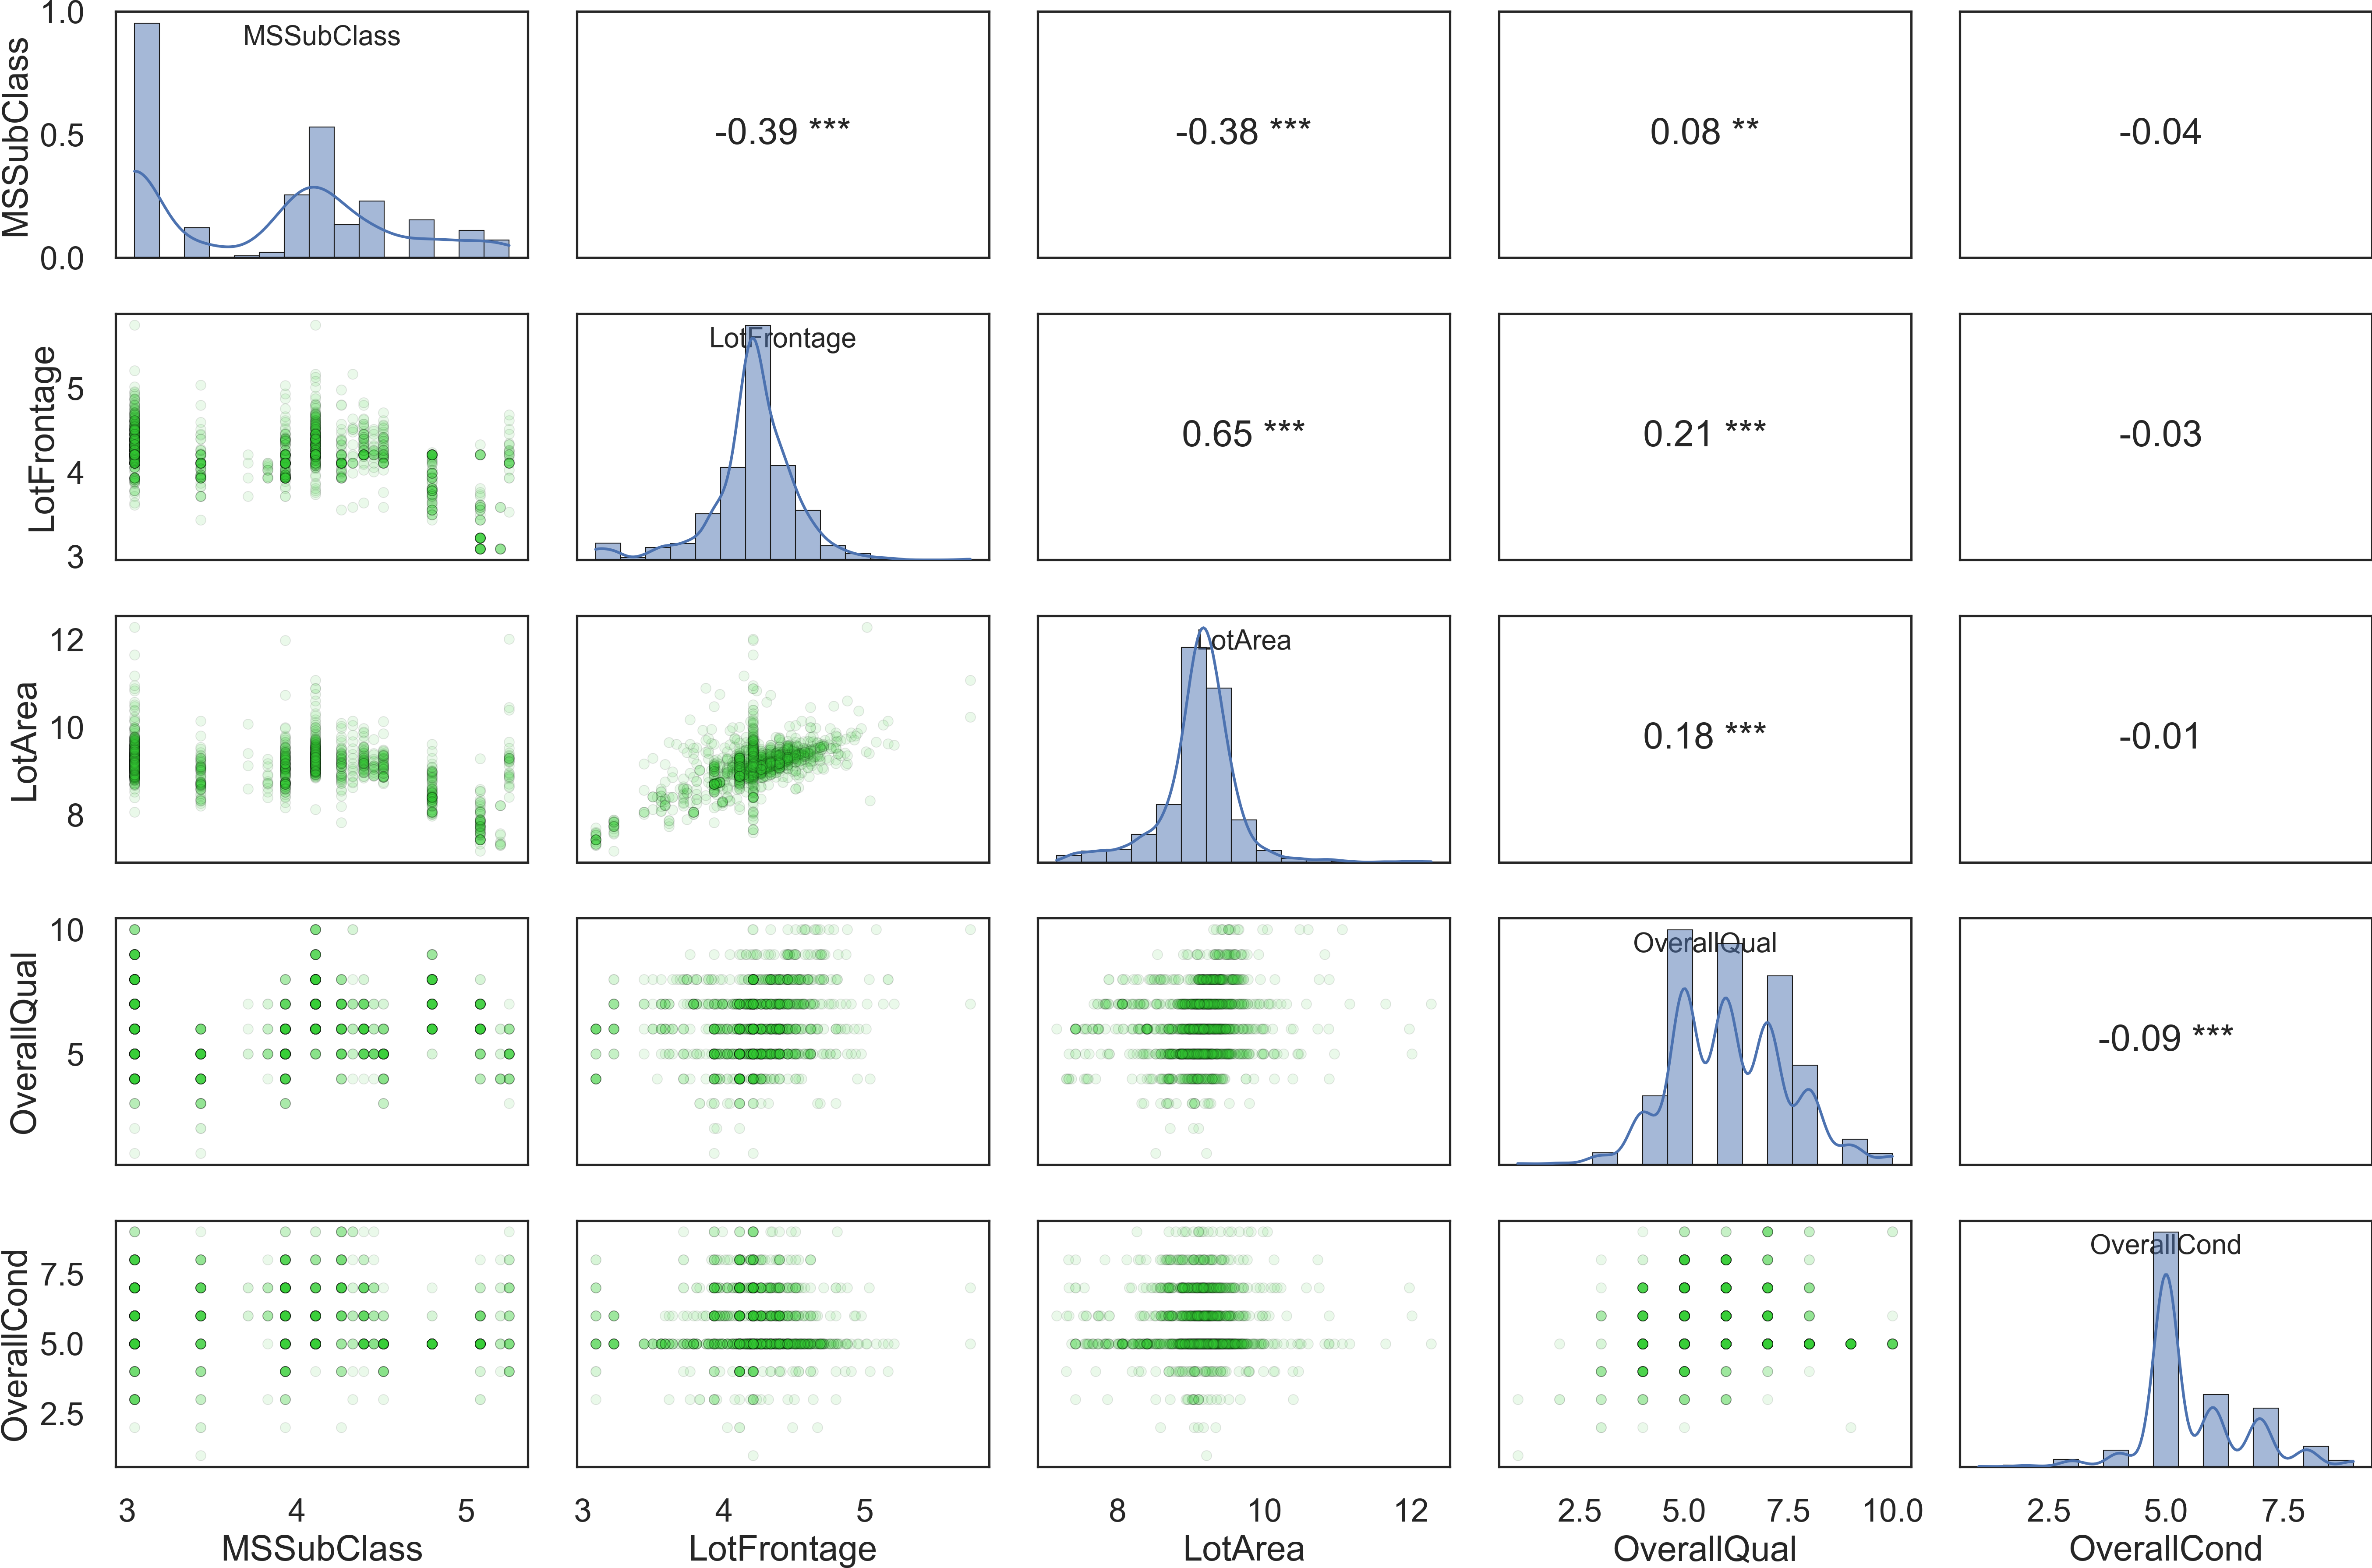 1.0
MSSubClass
MSSubClass
0.5
0.0
-0.39 ***
-0.38 ***
0.08 **
-0.04
LotFrontage
5
4
3
LotFrontage
0.65 ***
0.21 ***
-0.03
LotArea
12
10
8
LotArea
0.18 ***
-0.01
OverallQual
10
5
OverallQual
-0.09 ***
OverallCond
7.5
5.0
2.5
OverallCond
3 4 5
3 4 5
8 10 12
2.5 5.0 7.5 10.0
2.5 5.0 7.5
MSSubClass
LotFrontage
LotArea
OverallQual
OverallCond